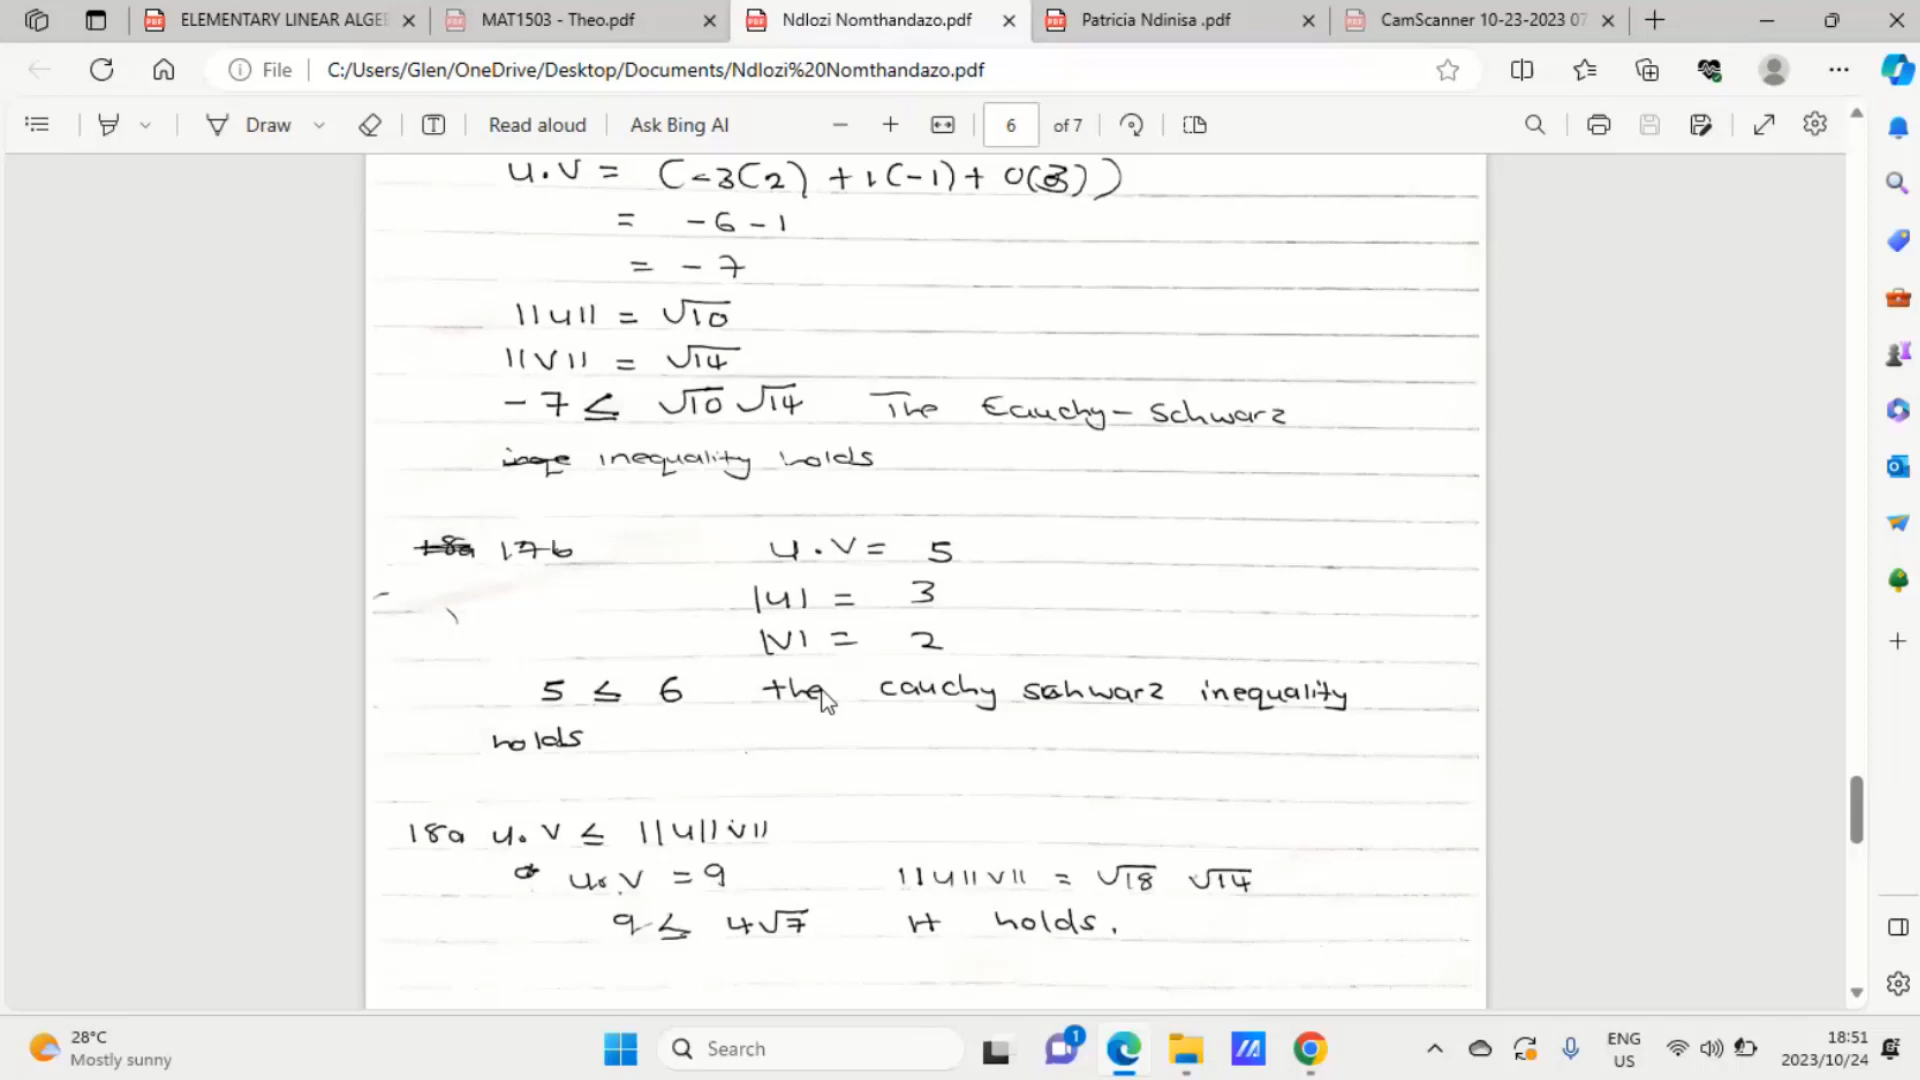 ELEMENTARY LINEAR ALGEE
MAT1503 - Theo.pdf
Ndlozi Nomthandazo.pdf
Patricia Ndinisa .pdf
CamScanner 10-23-2023 07
File
C:/Users/Glen/OneDrive/Desktop/Documents/Ndlozi%20Nomthandazo.pdf
Draw
Read aloud
Ask Bing AI
6 of 7
u.v = (-3(2) + 1(-1) + 0(3))
= -6-1
= -7
||u|| = √10
||v|| = √14
-7 ≤ √10 √14 The Cauchy-Schwarz
inequality holds
18a 17b u.v = 5
|u| = 3
|v| = 2
5 ≤ 6 the cauchy schwarz inequality
holds
18a u.v ≤ ||u||v||
u.v = 9 ||u||v|| = √18 √14
9 ≤ 4√7 It holds.
28°C
Mostly sunny
Search
1
ENG
US
18:51
2023/10/24